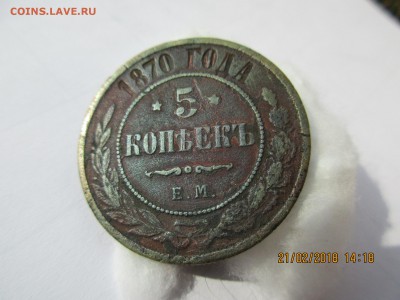 COINS.LAVE.RU
1870 ГОДА
5
КОПѢЕКЪ
Е.М.
21/02/2018 14:18